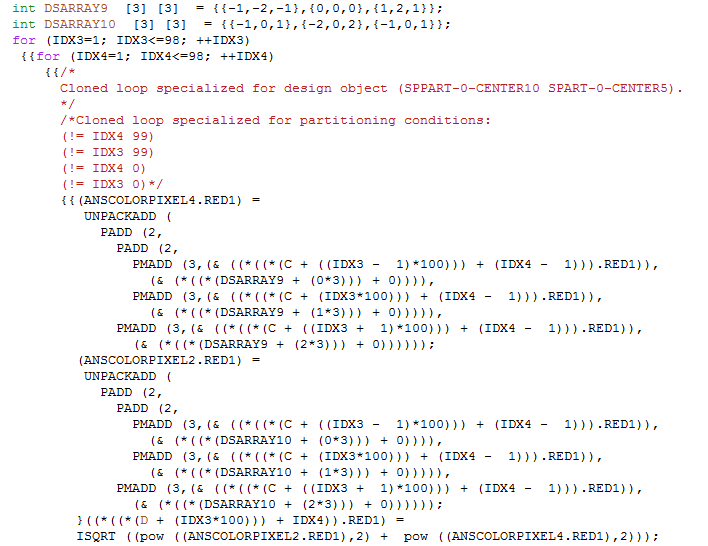 int DSARRAY9  [3] [3]  = {{-1,-2,-1},{0,0,0},{1,2,1}};
int DSARRAY10  [3] [3]  = {{-1,0,1},{-2,0,2},{-1,0,1}};
for (IDX3=1; IDX3<=98; ++IDX3)
 {{for (IDX4=1; IDX4<=98; ++IDX4)
    {{/*
      Cloned loop specialized for design object (SPPART-0-CENTER10 SPART-0-CENTER5).
      */
      /*Cloned loop specialized for partitioning conditions:
      (!= IDX4 99)
      (!= IDX3 99)
      (!= IDX4 0)
      (!= IDX3 0)*/
      {{(ANSCOLORPIXEL4.RED1) =
         UNPACKADD (
           PADD (2,
             PADD (2,
               PMADD (3,(& ((*((*(C + ((IDX3 -  1)*100))) + (IDX4 -  1))).RED1)),
                 (& (*((*(DSARRAY9 + (0*3))) + 0)))),
               PMADD (3,(& ((*((*(C + (IDX3*100))) + (IDX4 -  1))).RED1)),
                 (& (*((*(DSARRAY9 + (1*3))) + 0))))),
             PMADD (3,(& ((*((*(C + ((IDX3 +  1)*100))) + (IDX4 -  1))).RED1)),
               (& (*((*(DSARRAY9 + (2*3))) + 0))))));
        (ANSCOLORPIXEL2.RED1) =
         UNPACKADD (
           PADD (2,
             PADD (2,
               PMADD (3,(& ((*((*(C + ((IDX3 -  1)*100))) + (IDX4 -  1))).RED1)),
                 (& (*((*(DSARRAY10 + (0*3))) + 0)))),
               PMADD (3,(& ((*((*(C + (IDX3*100))) + (IDX4 -  1))).RED1)),
                 (& (*((*(DSARRAY10 + (1*3))) + 0))))),
             PMADD (3,(& ((*((*(C + ((IDX3 +  1)*100))) + (IDX4 -  1))).RED1)),
               (& (*((*(DSARRAY10 + (2*3))) + 0))))));
        }((*((*(D + (IDX3*100))) + IDX4)).RED1) =
        ISQRT ((pow ((ANSCOLORPIXEL2.RED1),2) +  pow ((ANSCOLORPIXEL4.RED1),2)));